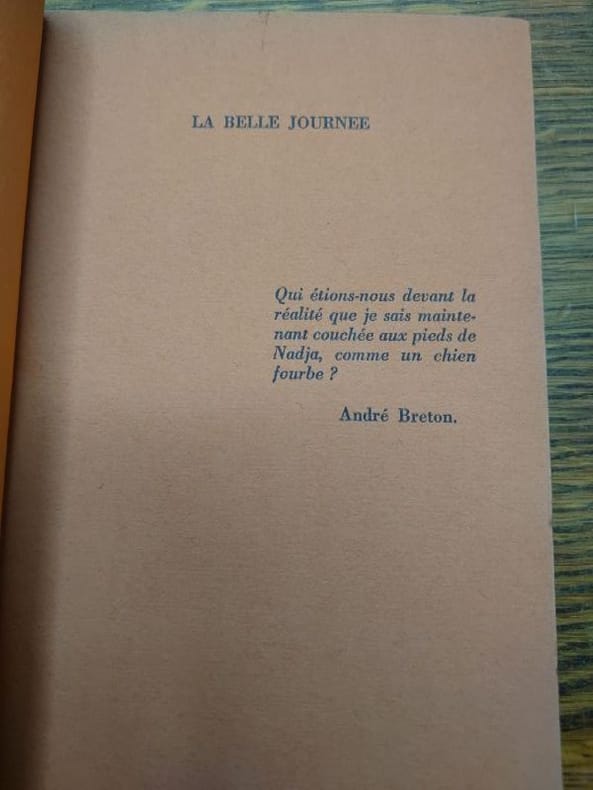 LA BELLE JOURNEE
Qui étions-nous devant la
réalité que je sais mainte-
nant couchée aux pieds de
Nadja, comme un chien
fourbe ?
André Breton.